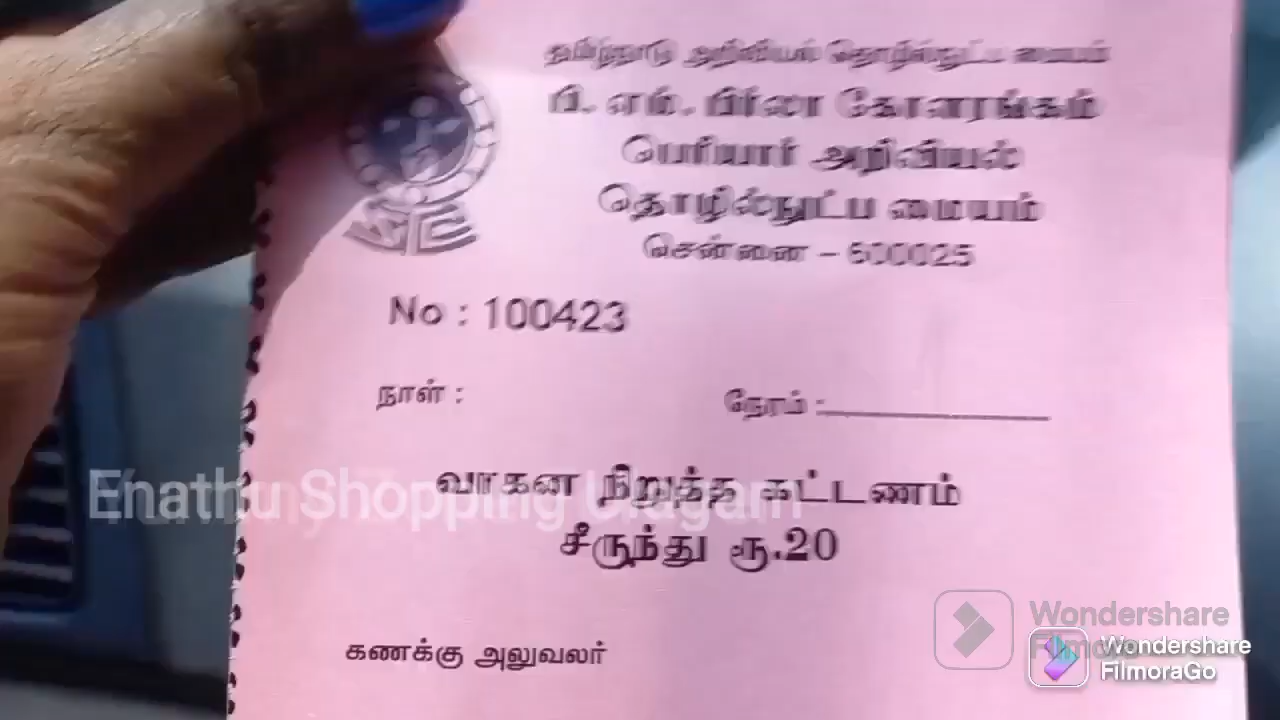 தமிழ்நாடு அறிவியல் தொழில்நுட்ப மையம்
பி. எம். பிர்லா கோளரங்கம்
பெரியார் அறிவியல்
தொழில்நுட்ப மையம்
சென்னை – 600025
No : 100423
நாள் :
நேரம் :
வாகன நிறுத்த கட்டணம்
சீருந்து ரூ.20
கணக்கு அலுவலர்
Enathu Shopping Ulagam
Wondershare
Wondershare
FilmoraGo